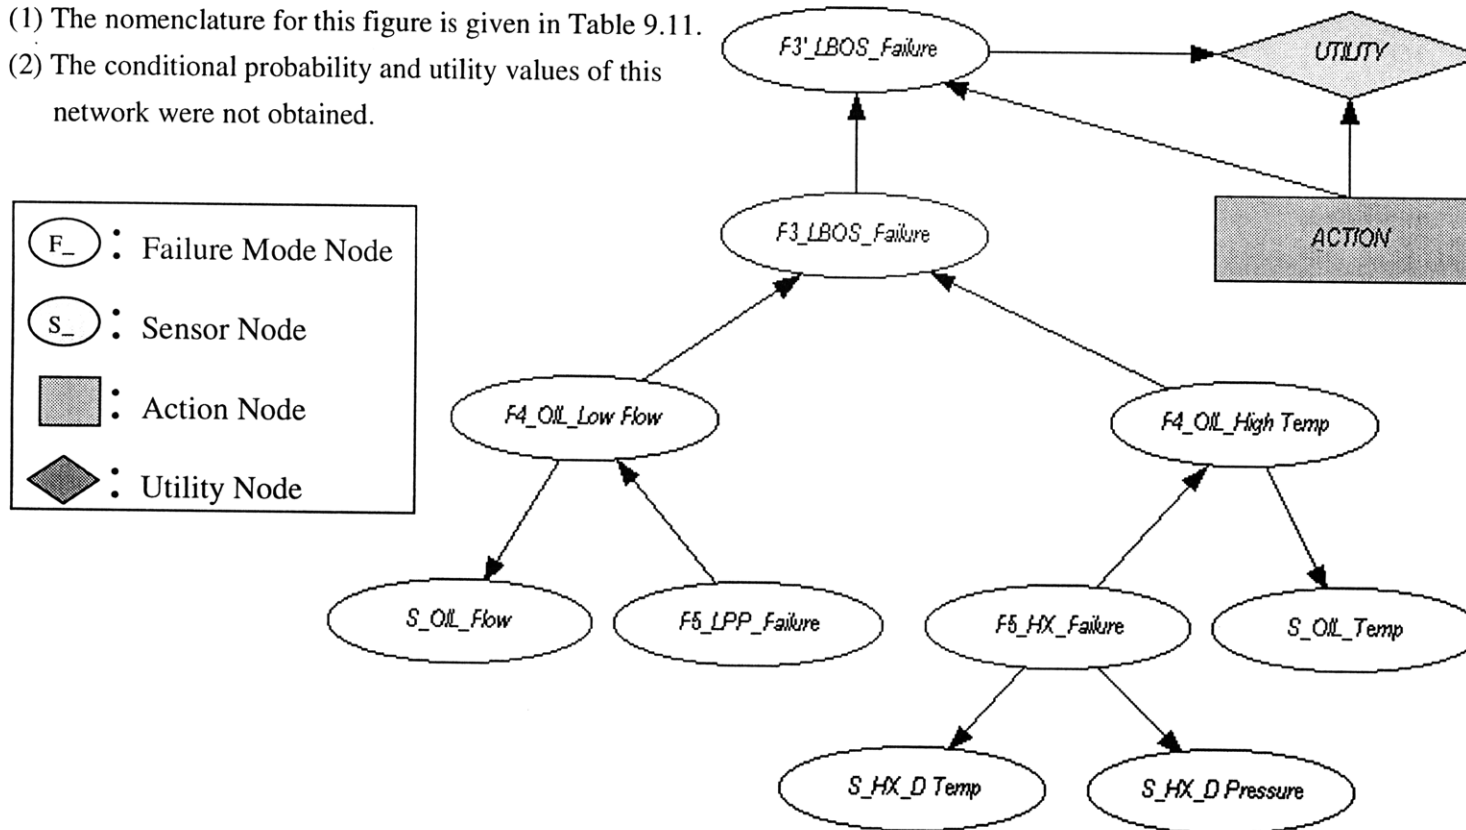 (1) The nomenclature for this figure is given in Table 9.11.
(2) The conditional probability and utility values of this
network were not obtained.
F3'_LBOS_Failure
UTILITY
F3_LBOS_Failure
ACTION
F_ : Failure Mode Node
S_ : Sensor Node
: Action Node
: Utility Node
F4_OIL_Low Flow
F4_OIL_High Temp
S_OIL_Flow
F5_LPP_Failure
F5_HX_Failure
S_OIL_Temp
S_HX_D Temp
S_HX_D Pressure